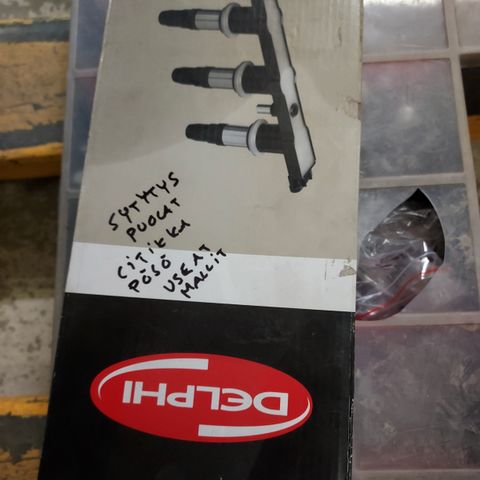 SYTYTYS
PUOLAT
CITIKKA
PÖSÖ
USEAT
MALLIT
DELPHI